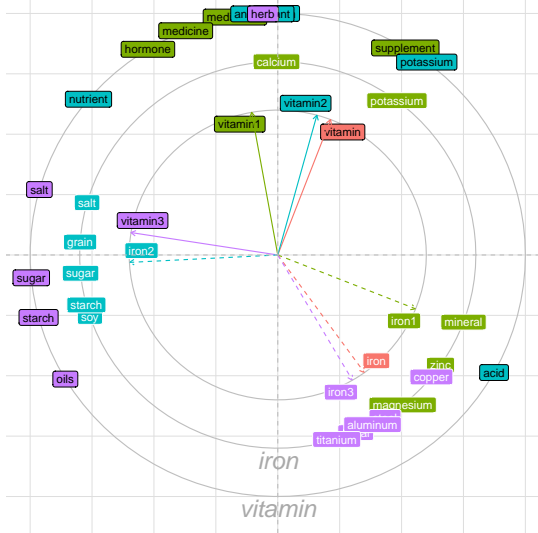 herb
medicine
supplement
hormone
potassium
calcium
nutrient
potassium
vitamin2
vitamin1
vitamin
salt
salt
vitamin3
grain
iron2
sugar
sugar
starch
starch
soy
iron1
mineral
iron
zinc
acid
oils
copper
iron3
magnesium
aluminum
titanium
iron
vitamin